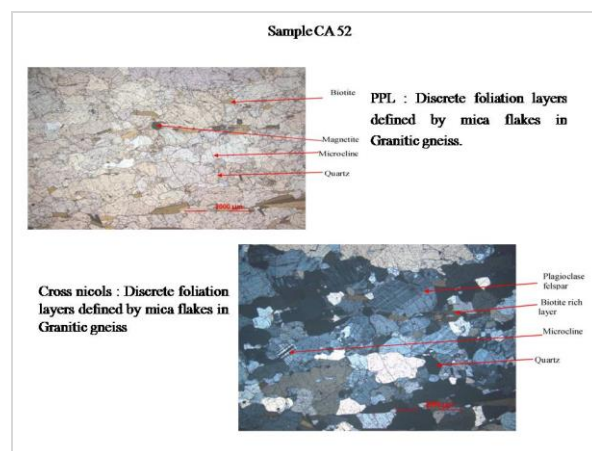 Sample CA 52
PPL : Discrete foliation layers
defined by mica flakes in
Granitic gneiss.
Biotite
Magnetite
Microcline
Quartz
Cross nicols : Discrete foliation
layers defined by mica flakes in
Granitic gneiss
Plagioclase
felspar
Biotite rich
layer
Microcline
Quartz